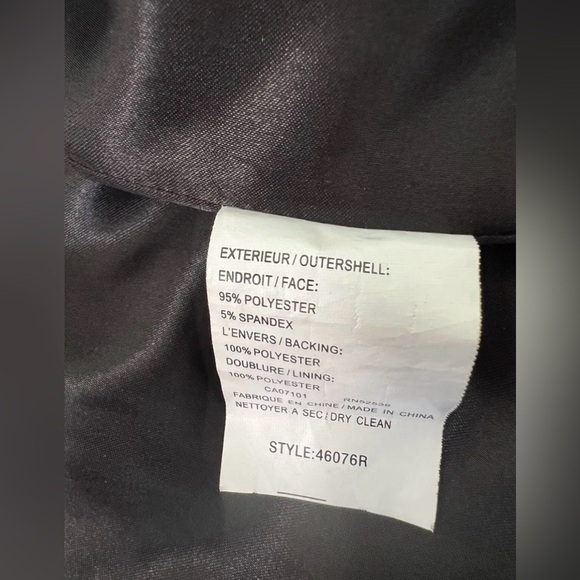 EXTERIEUR/OUTERSHELL:
ENDROIT/FACE:
95% POLYESTER
5% SPANDEX
L'ENVERS/BACKING:
100% POLYESTER
DOUBLURE/LINING:
100% POLYESTER
CA07101
FABRIQUE EN CHINE/MADE IN CHINA
NETTOYER A SEC/DRY CLEAN
STYLE:46076R